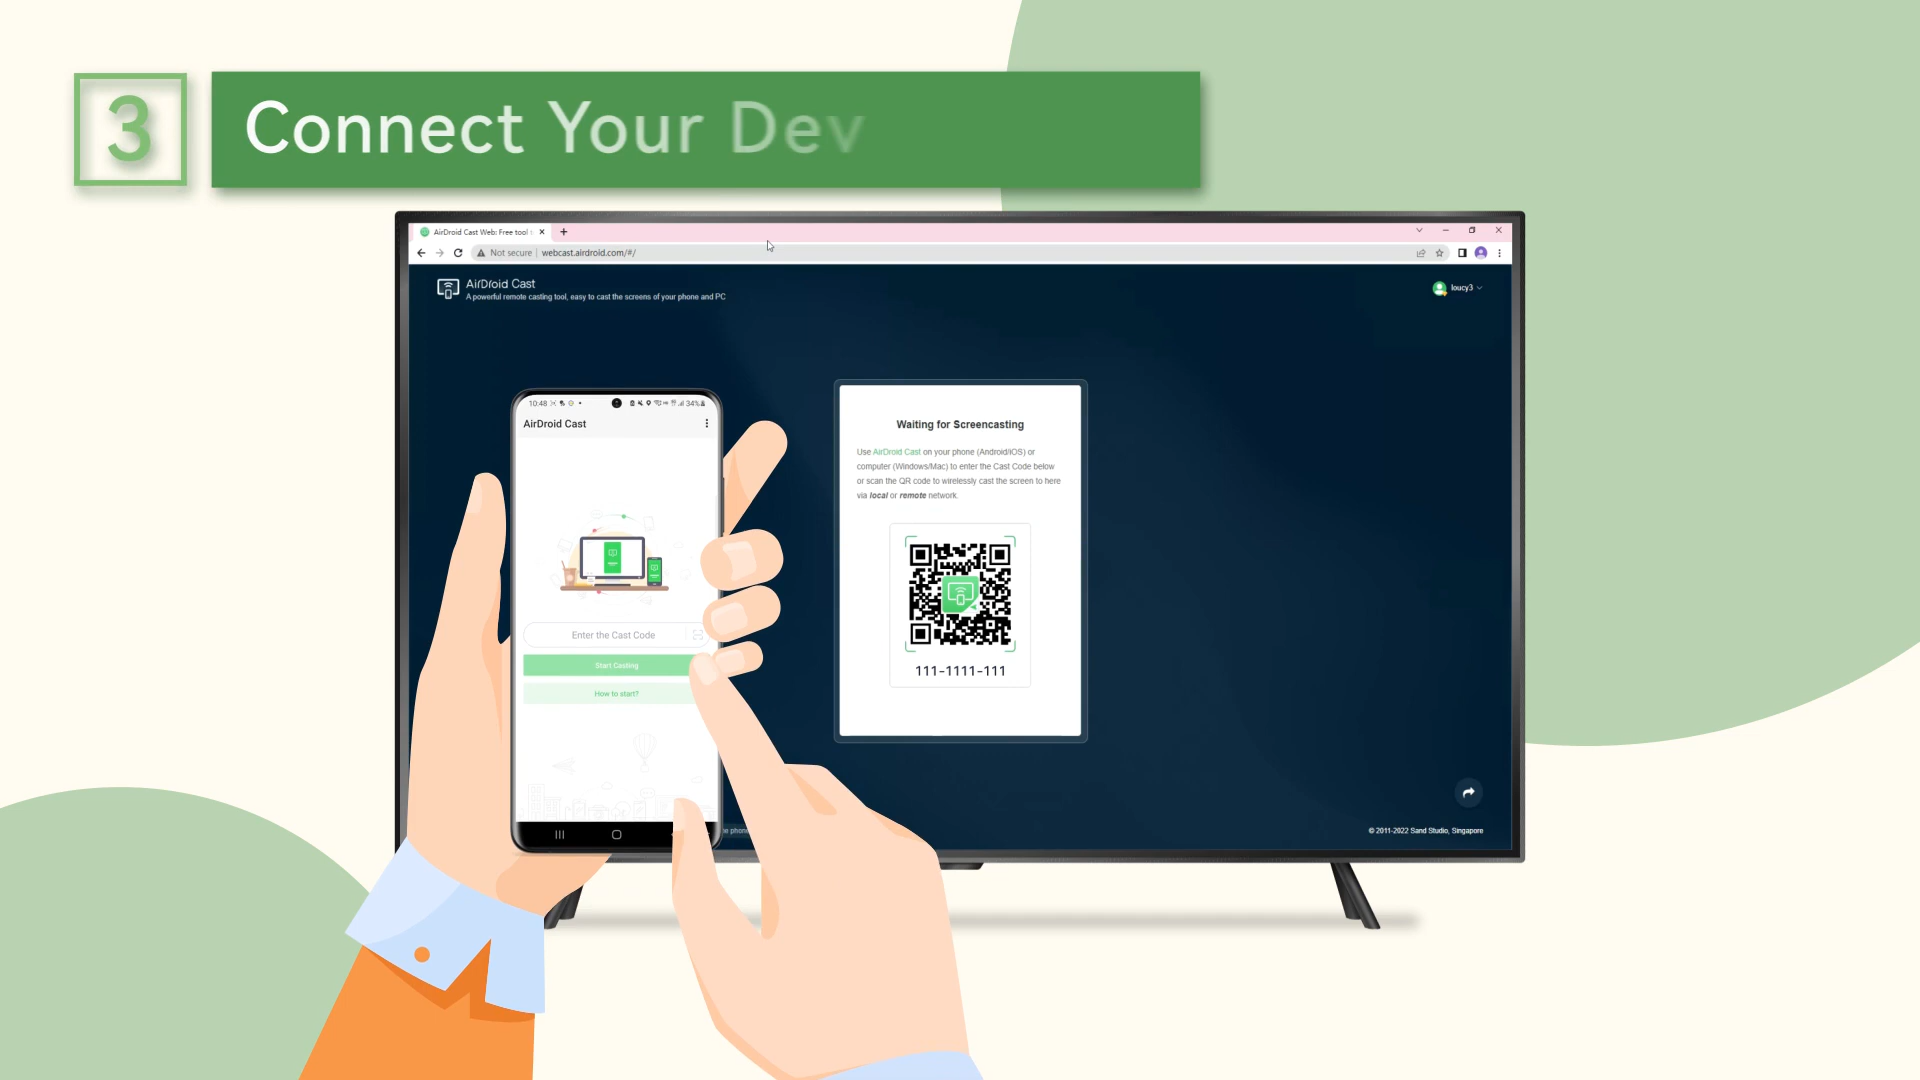 3
Connect Your Dev
AirDroid Cast Web: Free tool
Not secure
webcast.airdroid.com/#/
AirDroid Cast
A powerful remote casting tool, easy to cast the screens of your phone and PC
loucy3
10:48
34%
AirDroid Cast
Enter the Cast Code
Start Casting
How to start?
Waiting for Screencasting
Use AirDroid Cast on your phone (Android/iOS) or
computer (Windows/Mac) to enter the Cast Code below
or scan the QR code to wirelessly cast the screen to here
via local or remote network.
111-1111-111
phone
© 2011-2022 Sand Studio, Singapore